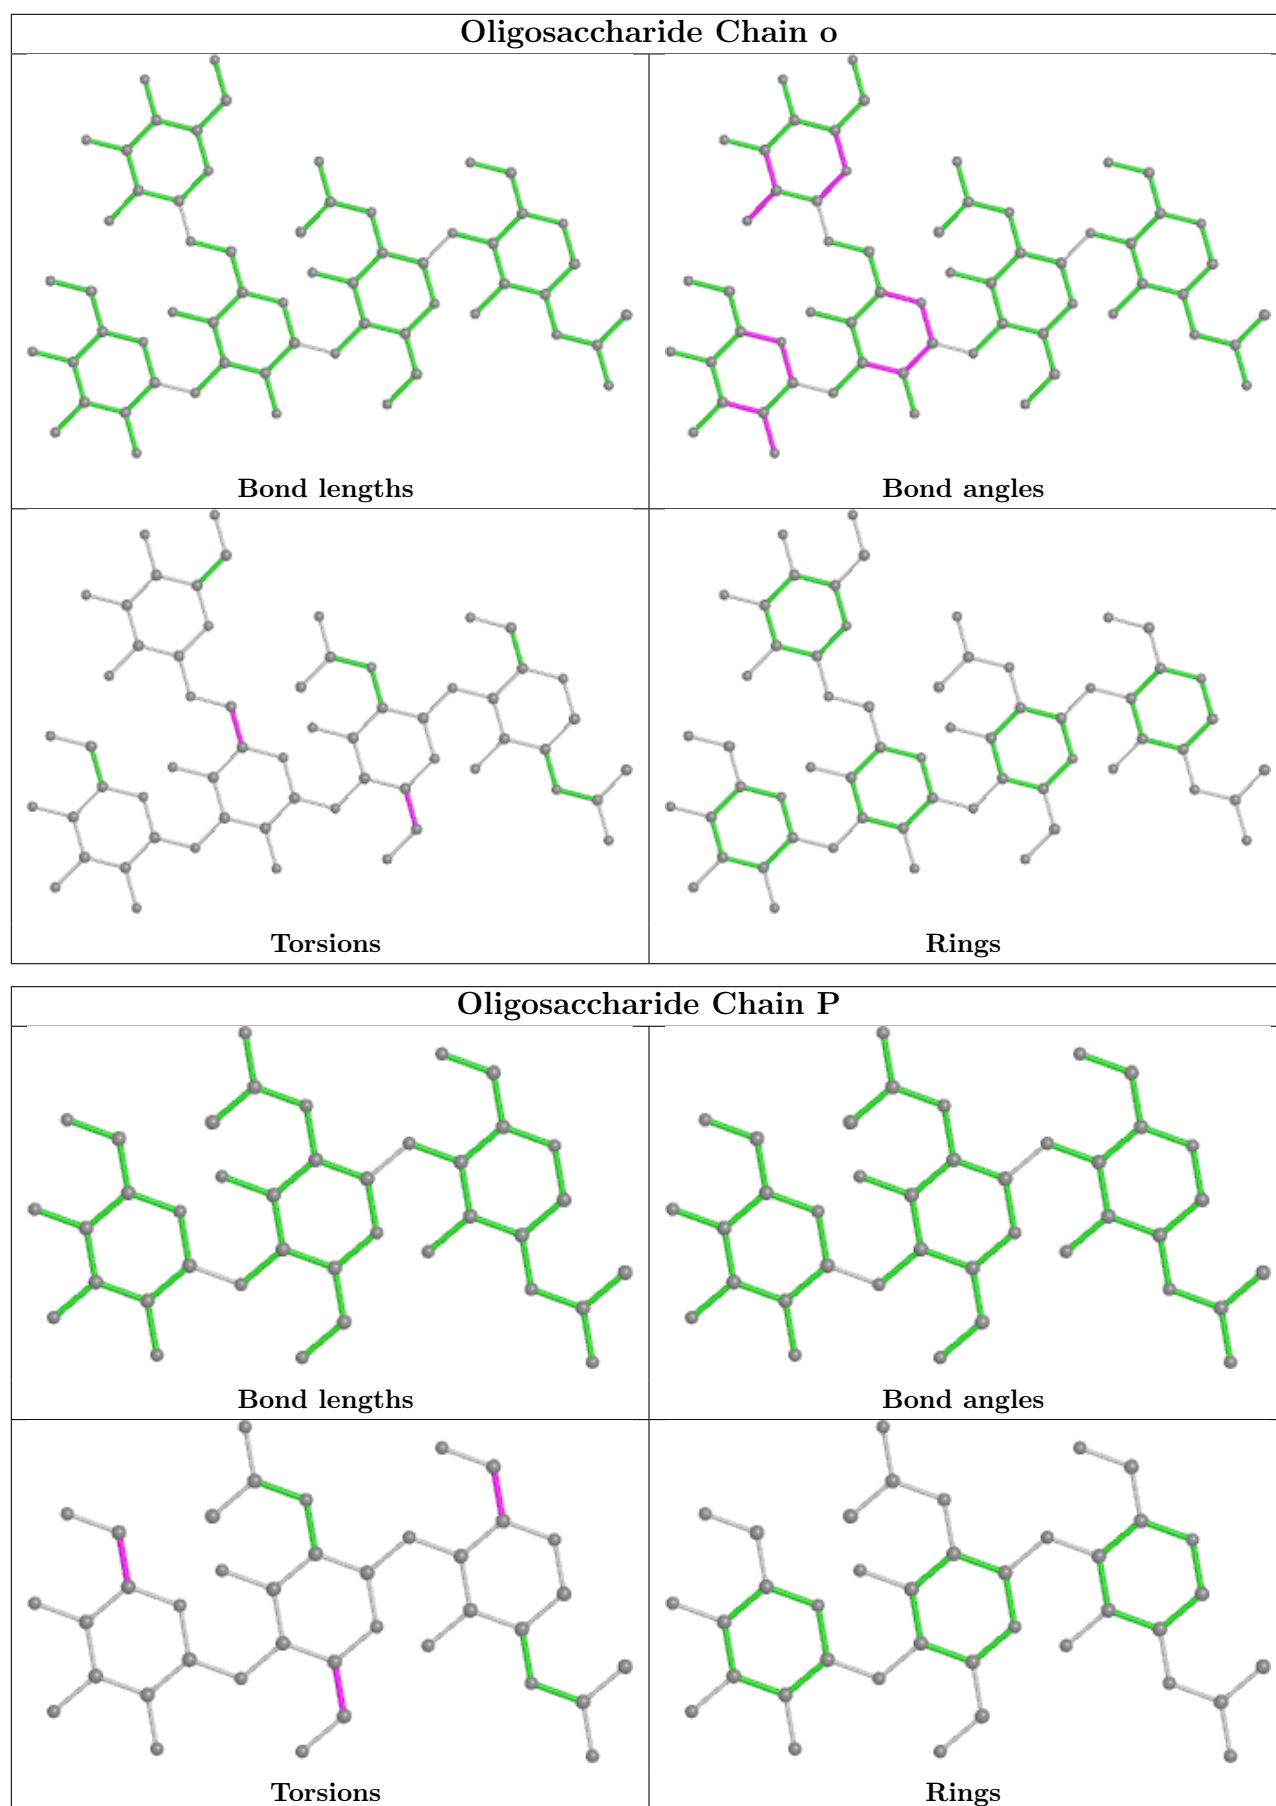 Oligosaccharide Chain o
Bond lengths
Bond angles
Torsions
Rings
Oligosaccharide Chain P
Bond lengths
Bond angles
Torsions
Rings